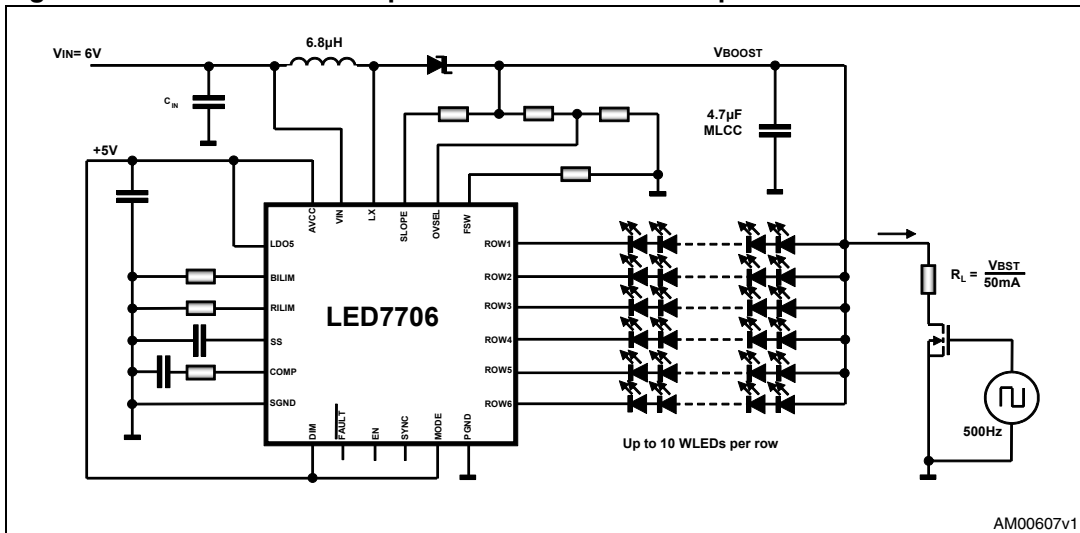 VIN= 6V
6.8µH
VBOOST
CIN
4.7µF
MLCC
+5V
AVCC
VIN
LX
SLOPE
OVSEL
FSW
LDO5
BILIM
RILIM
SS
COMP
SGND
LED7706
ROW1
ROW2
ROW3
ROW4
ROW5
ROW6
DIM
FAULT
EN
SYNC
MODE
PGND
Up to 10 WLEDs per row
RL = VBST
50mA
500Hz
AM00607v1